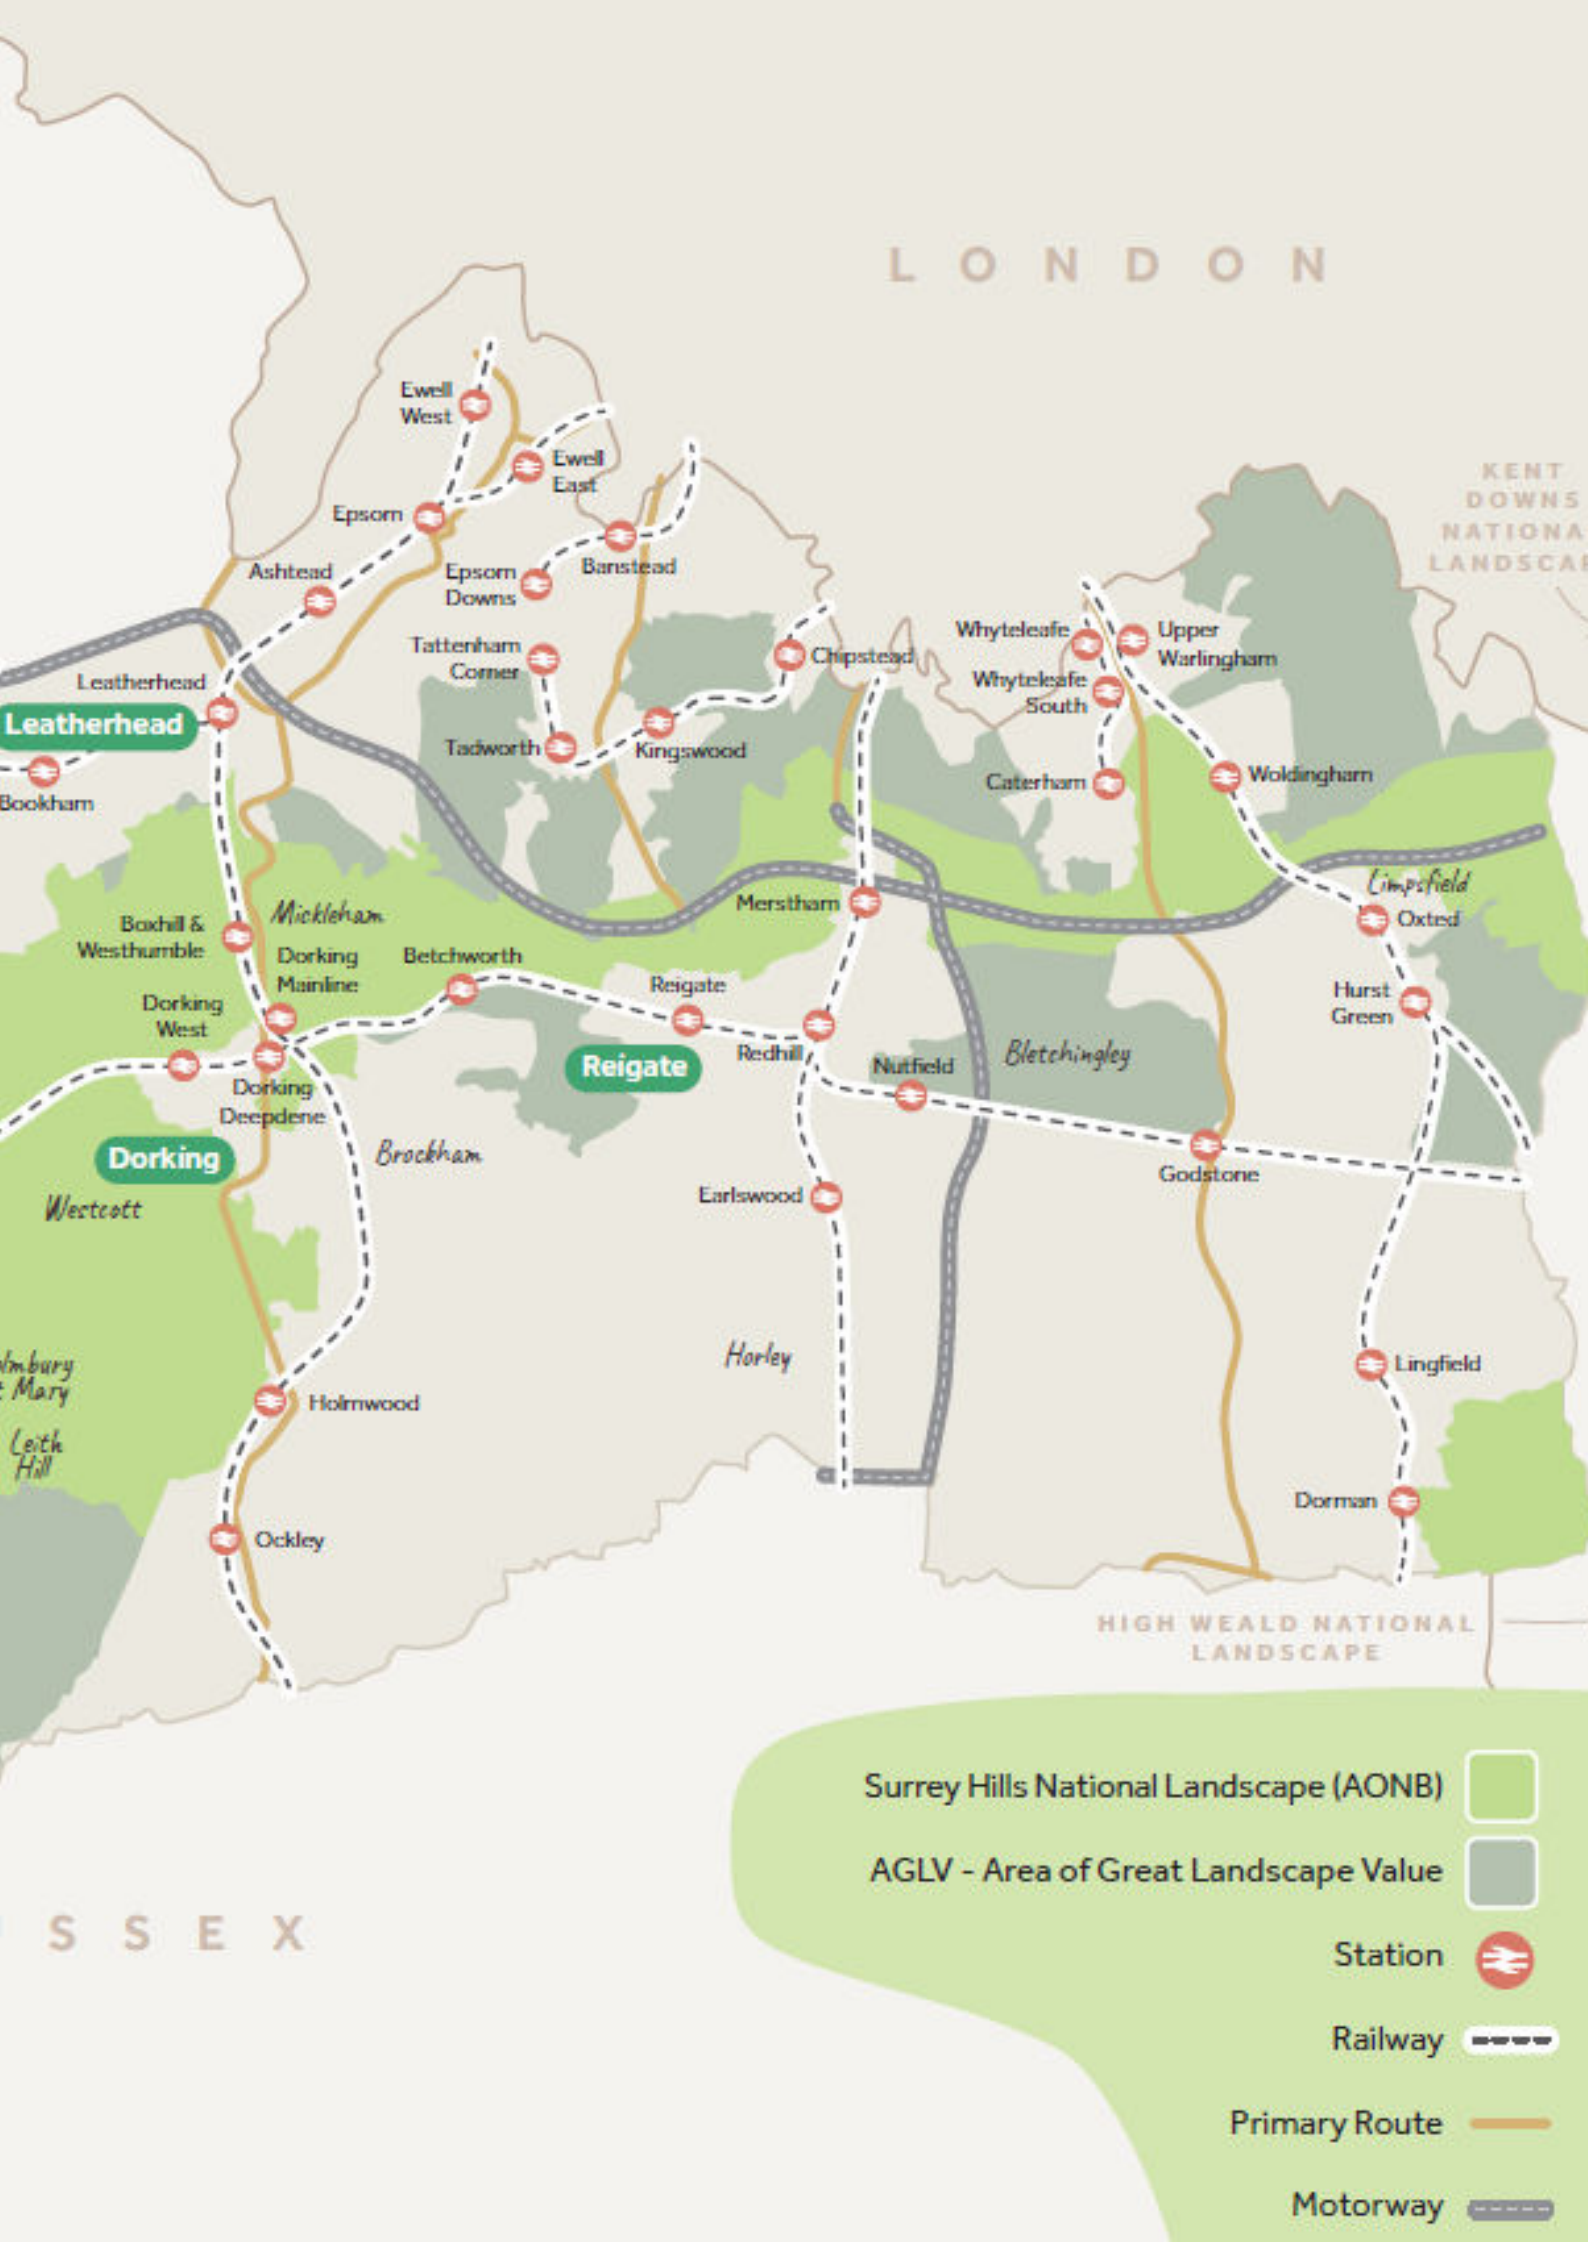 LONDON
Ewell
West
KENT
DOWNS
NATIONA
LANDSCAP
Ewell
East
Epsom
Ashtead
Epsom
Downs
Banstead
Tattenham
Corner
Chipstead
Whyteleafe
Upper
Warlingham
Leatherhead
Whyteleafe
South
Leatherhead
Tadworth
Kingswood
Caterham
Woldingham
Bookham
Limpsfield
Mickleham
Merstham
Oxted
Boxhill &
Westhumble
Dorking
Mainline
Betchworth
Reigate
Hurst
Green
Dorking
West
Redhill
Reigate
Nutfield
Bletchingley
Dorking
Deepdene
Dorking
Brockham
Godstone
Westcott
Earlswood
Horley
lmbury
t Mary
Lingfield
Holmwood
Leith
Hill
Dorman
Ockley
HIGH WEALD NATIONAL
LANDSCAPE
Surrey Hills National Landscape (AONB)
AGLV - Area of Great Landscape Value
SSEX
Station
Railway
Primary Route
Motorway